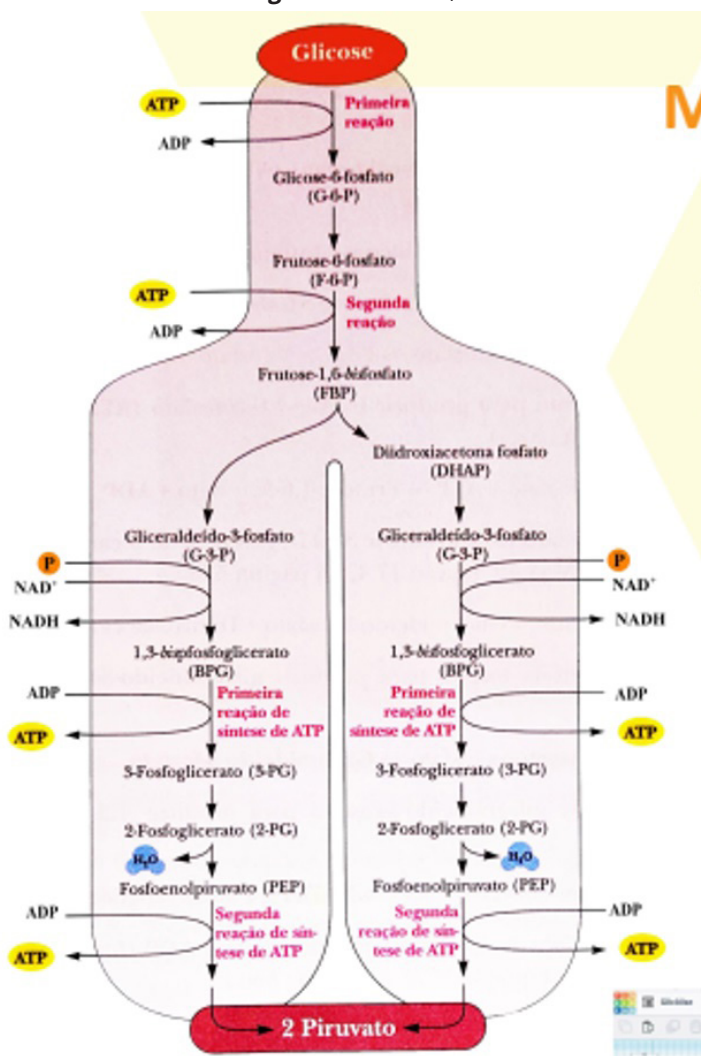 Glicose
M
ATP
Primeira
reação
ADP
Glicose-6-fosfato
(G-6-P)
Frutose-6-fosfato
(F-6-P)
ATP
Segunda
reação
ADP
Frutose-1,6-bisfosfato
(FBP)
Diidroxiacetona fosfato
(DHAP)
Gliceraldeído-3-fosfato
(G-3-P)
Gliceraldeído-3-fosfato
(G-3-P)
P
P
NAD⁺
NAD⁺
NADH
NADH
1,3-bisfosfoglicerato
(BPG)
1,3-bisfosfoglicerato
(BPG)
ADP
Primeira
reação de
síntese de ATP
ATP
Primeira
reação de
síntese de ATP
ADP
ATP
3-Fosfoglicerato (3-PG)
3-Fosfoglicerato (3-PG)
2-Fosfoglicerato (2-PG)
2-Fosfoglicerato (2-PG)
H₂O
H₂O
Fosfoenolpiruvato (PEP)
Fosfoenolpiruvato (PEP)
ADP
Segunda
reação de sín-
tese de ATP
ATP
Segunda
reação de sín-
tese de ATP
ADP
ATP
2 Piruvato